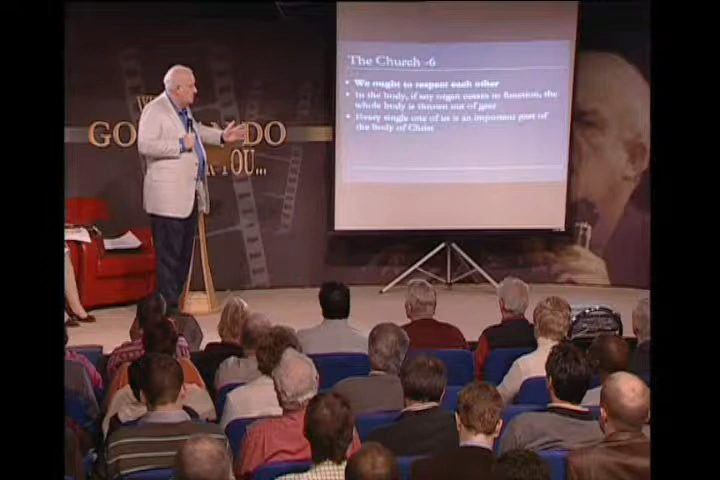 The Church -6
• We ought to respect each other
• In the body, if any organ ceases to function, the
whole body is thrown out of gear
• Every single one of us is an important part of
the body of Christ
GO
DO
YOU...